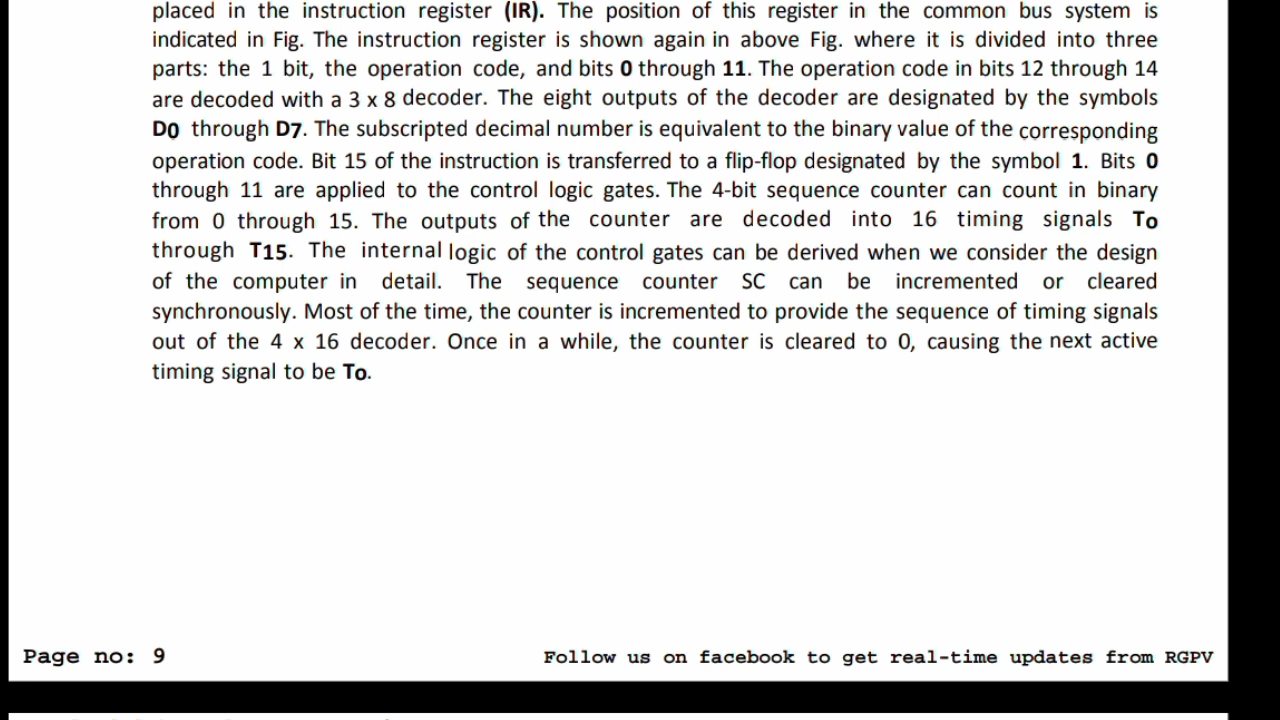 placed in the instruction register (IR). The position of this register in the common bus system is
indicated in Fig. The instruction register is shown again in above Fig. where it is divided into three
parts: the 1 bit, the operation code, and bits 0 through 11. The operation code in bits 12 through 14
are decoded with a 3 x 8 decoder. The eight outputs of the decoder are designated by the symbols
D0 through D7. The subscripted decimal number is equivalent to the binary value of the corresponding
operation code. Bit 15 of the instruction is transferred to a flip-flop designated by the symbol 1. Bits 0
through 11 are applied to the control logic gates. The 4-bit sequence counter can count in binary
from 0 through 15. The outputs of the counter are decoded into 16 timing signals To
through T15. The internal logic of the control gates can be derived when we consider the design
of the computer in detail. The sequence counter SC can be incremented or cleared
synchronously. Most of the time, the counter is incremented to provide the sequence of timing signals
out of the 4 x 16 decoder. Once in a while, the counter is cleared to 0, causing the next active
timing signal to be To.
Page no: 9 Follow us on facebook to get real-time updates from RGPV